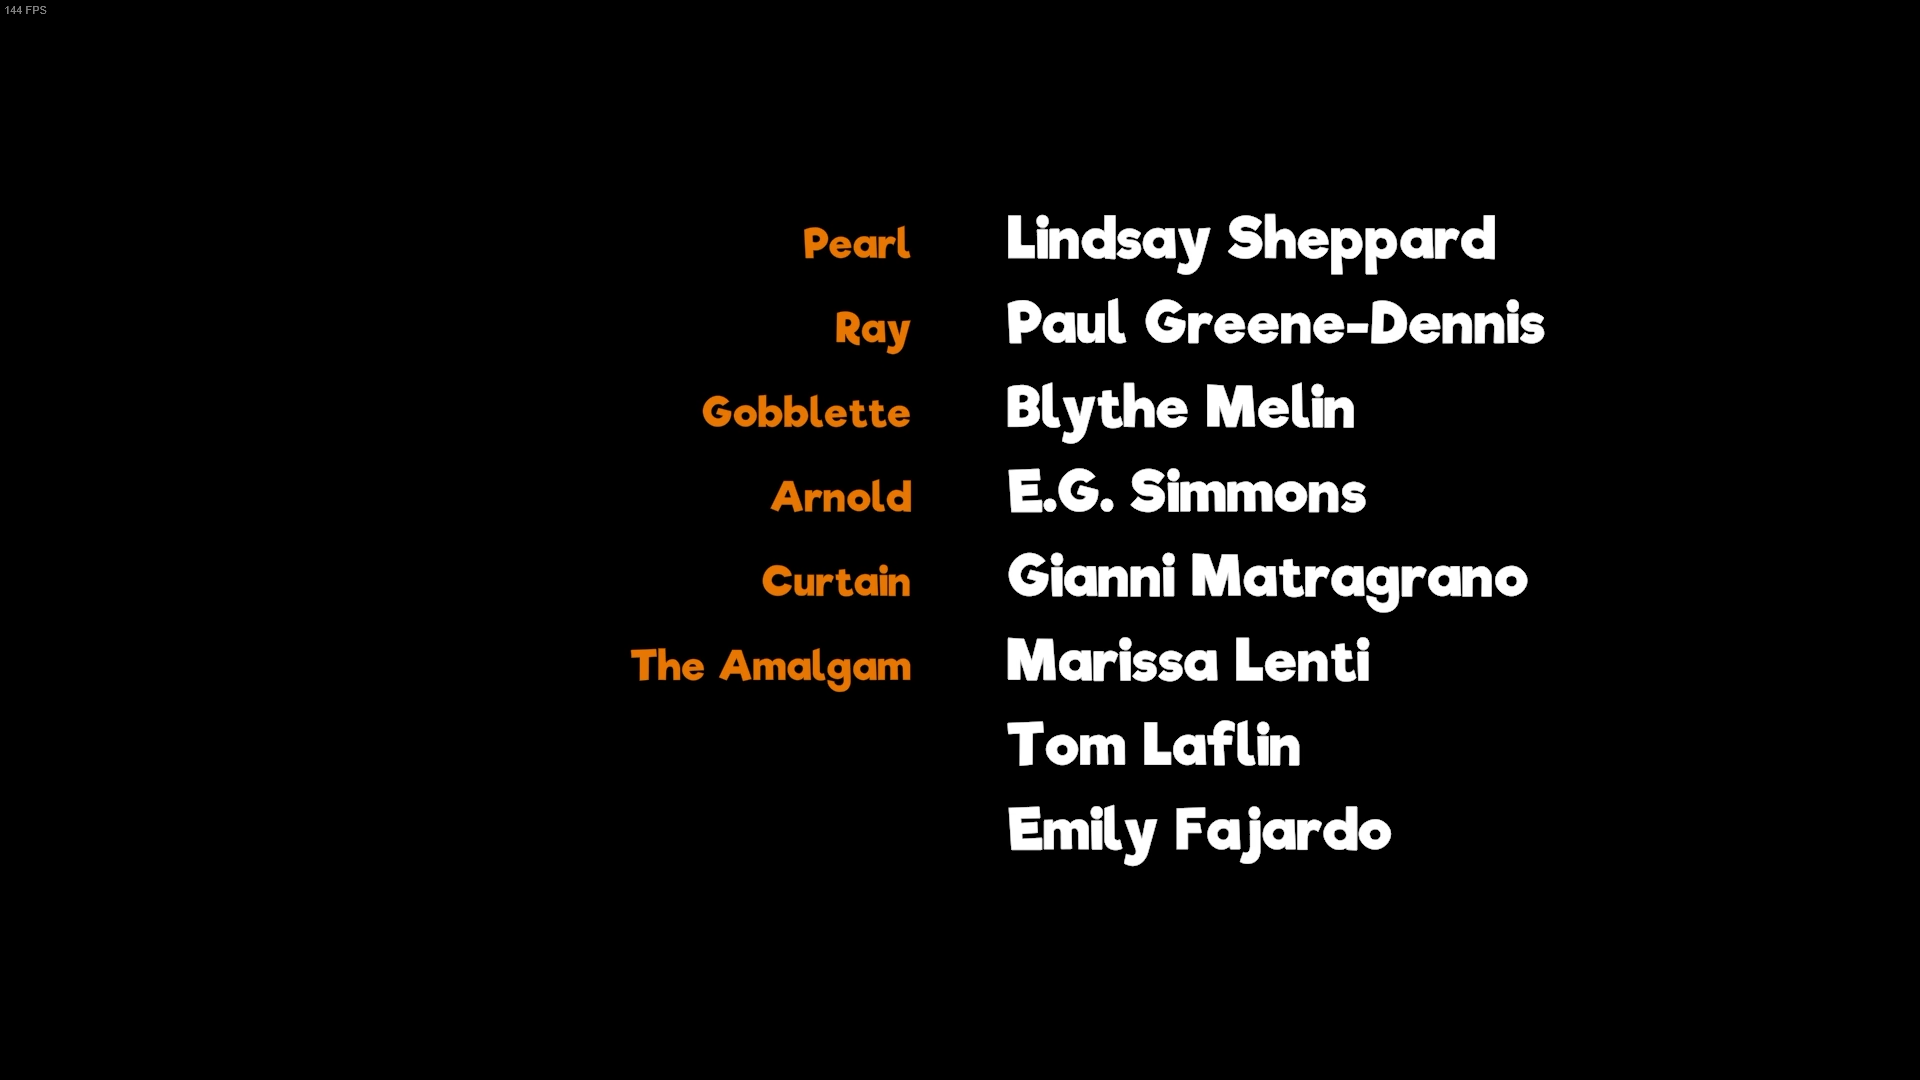 144 FPS
Pearl Lindsay Sheppard
Ray Paul Greene-Dennis
Gobblette Blythe Melin
Arnold E.G. Simmons
Curtain Gianni Matragrano
The Amalgam Marissa Lenti
Tom Laflin
Emily Fajardo